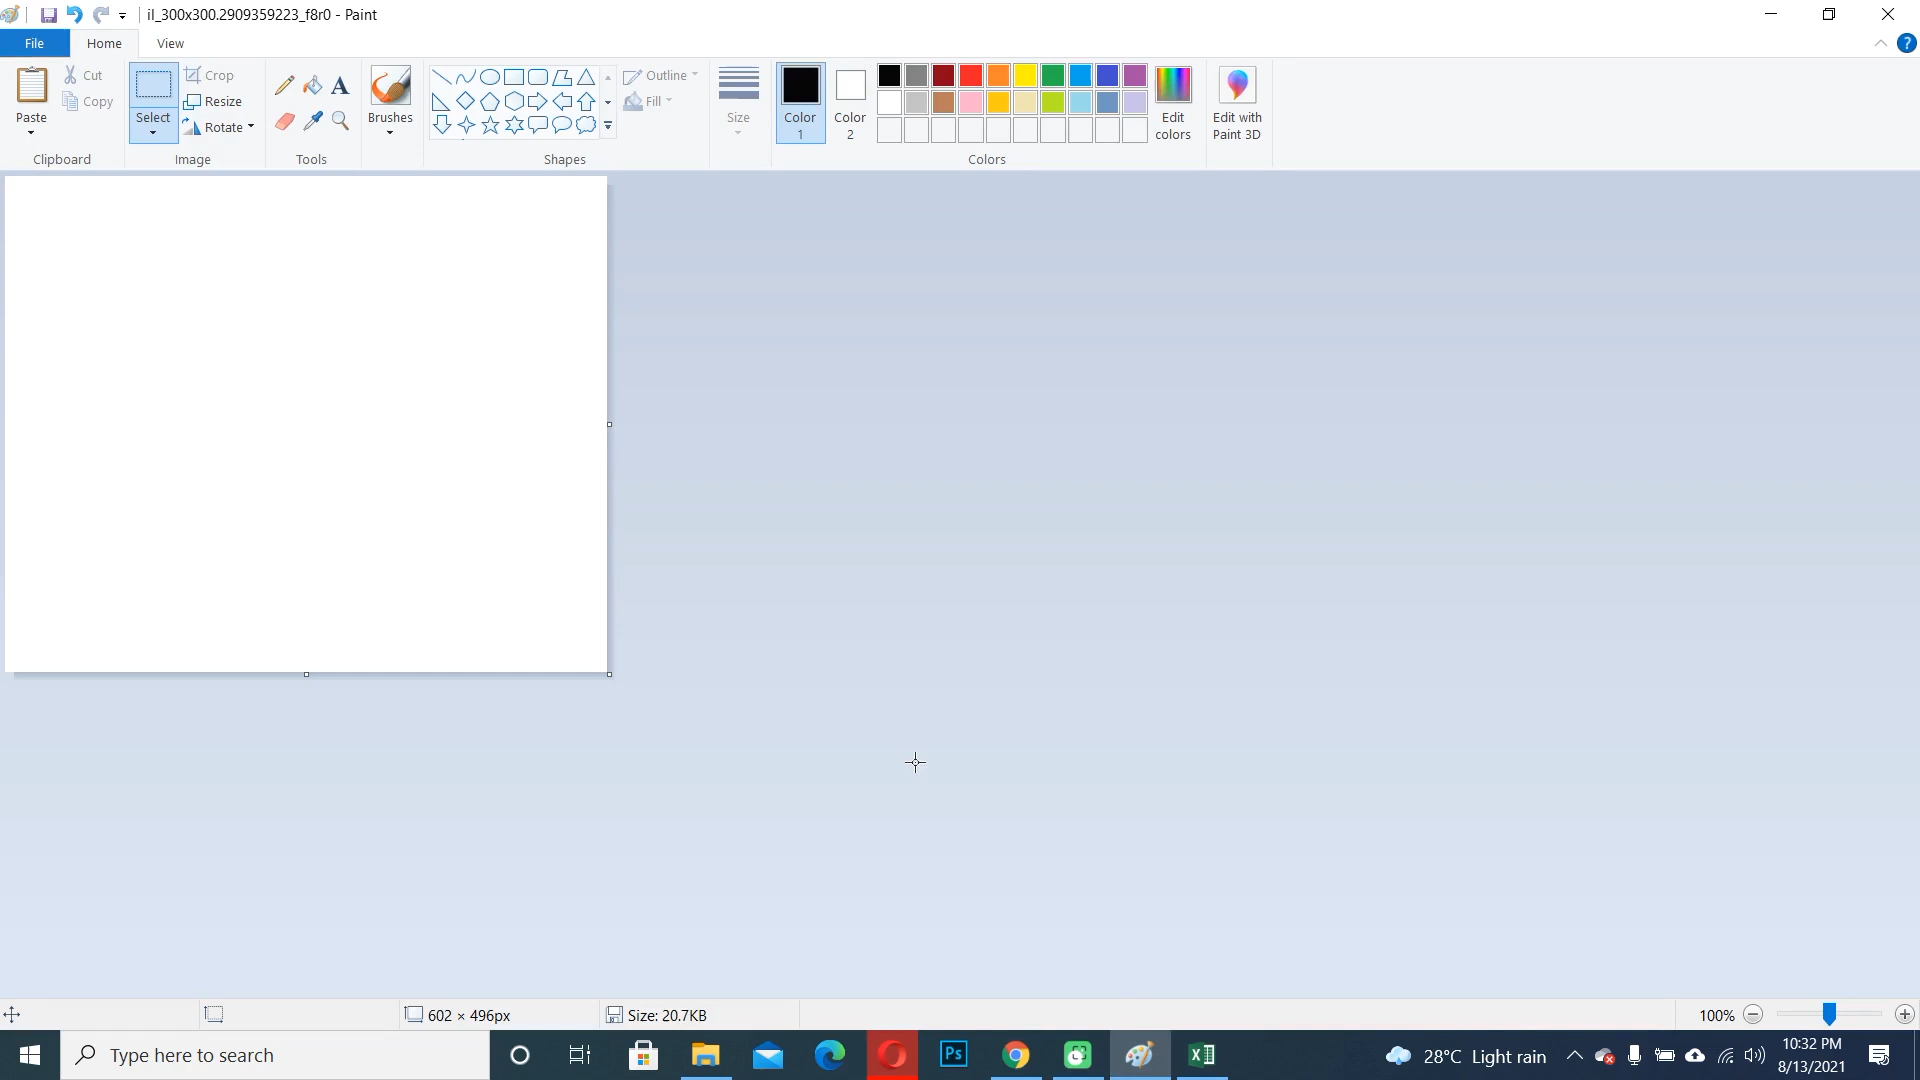 il_300x300.2909359223_f8r0 - Paint
File Home View
Paste
Cut
Copy
Clipboard
Select
Crop
Resize
Rotate
Image
A
Tools
Brushes
Shapes
Outline
Fill
Size
Color
1
Color
2
Edit
colors
Colors
Edit with
Paint 3D
?
602 × 496px
Size: 20.7KB
100%
Type here to search
Ps
X
28°C Light rain
10:32 PM
8/13/2021